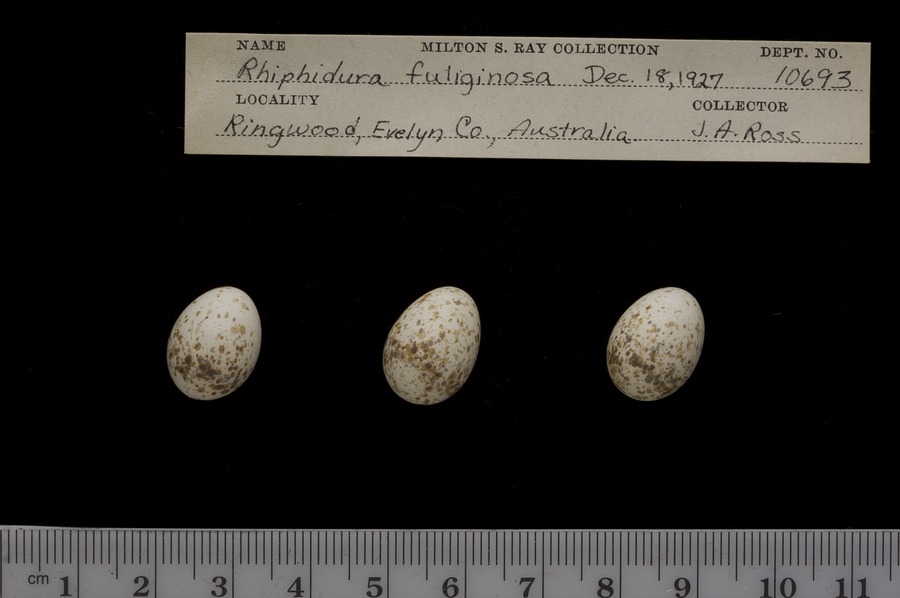 NAME MILTON S. RAY COLLECTION DEPT. NO.
Rhiphidura fuliginosa Dec. 18, 1927 10693
LOCALITY COLLECTOR
Ringwood, Evelyn Co., Australia J. A. Ross
cm 1 2 3 4 5 6 7 8 9 10 11